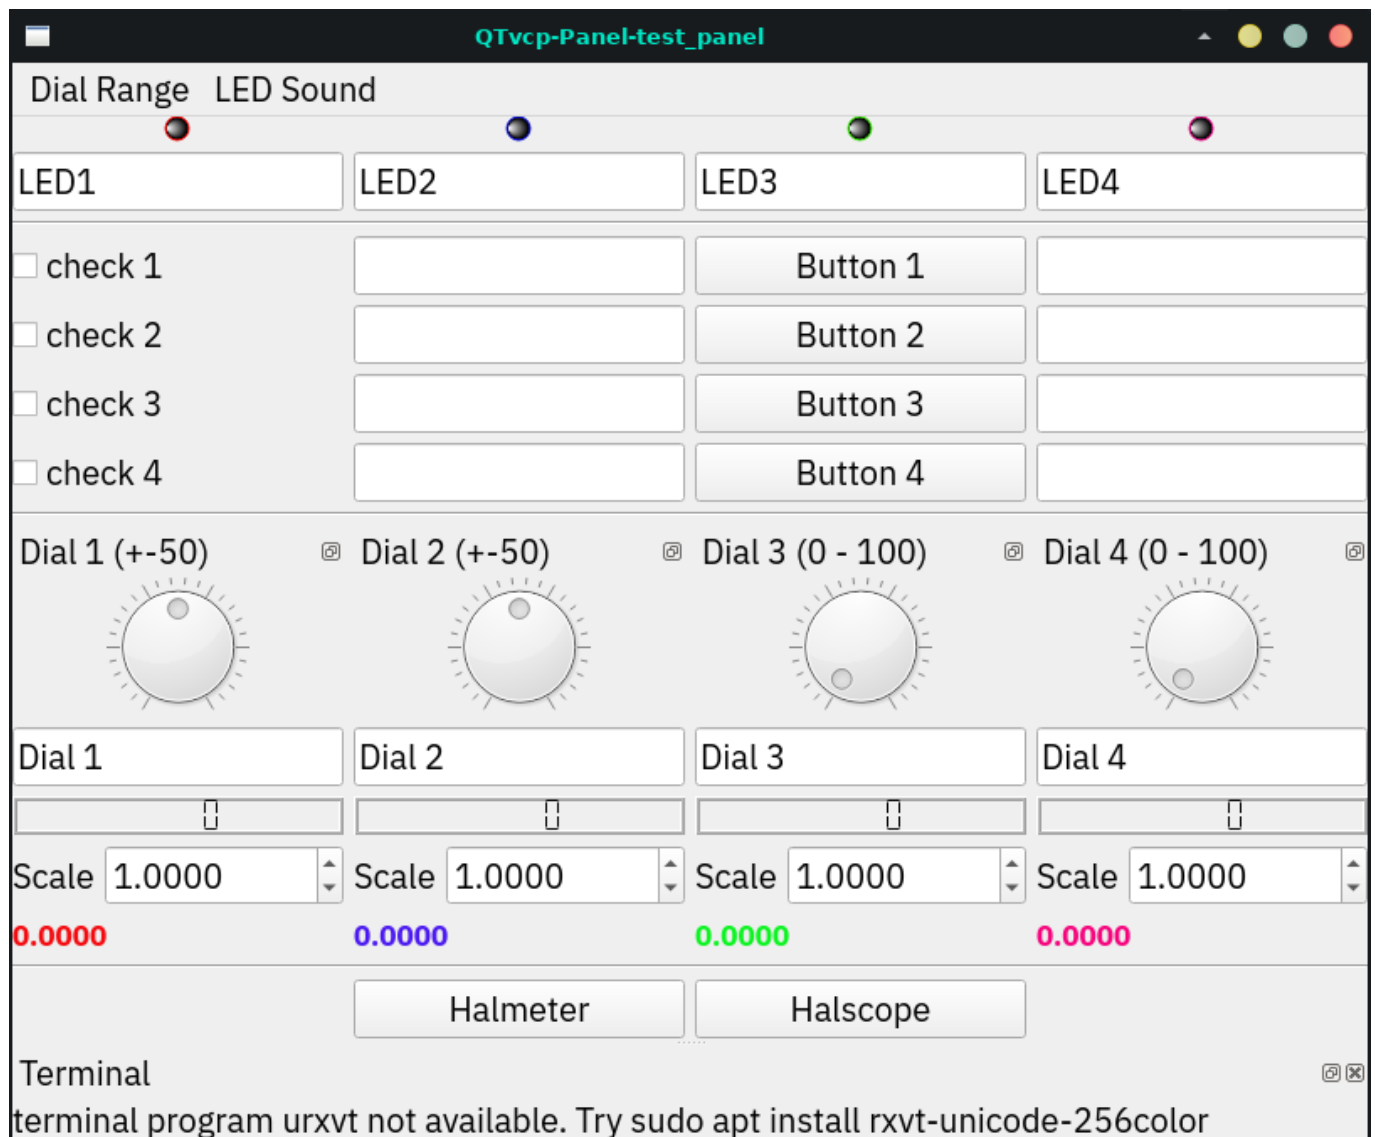 QTvcp-Panel-test_panel
Dial Range LED Sound
LED1 LED2 LED3 LED4
check 1 Button 1
check 2 Button 2
check 3 Button 3
check 4 Button 4
Dial 1 (+-50) Dial 2 (+-50) Dial 3 (0 - 100) Dial 4 (0 - 100)
Dial 1 Dial 2 Dial 3 Dial 4
0 0 0 0
Scale 1.0000 Scale 1.0000 Scale 1.0000 Scale 1.0000
0.0000 0.0000 0.0000 0.0000
Halmeter Halscope
Terminal
terminal program urxvt not available. Try sudo apt install rxvt-unicode-256color